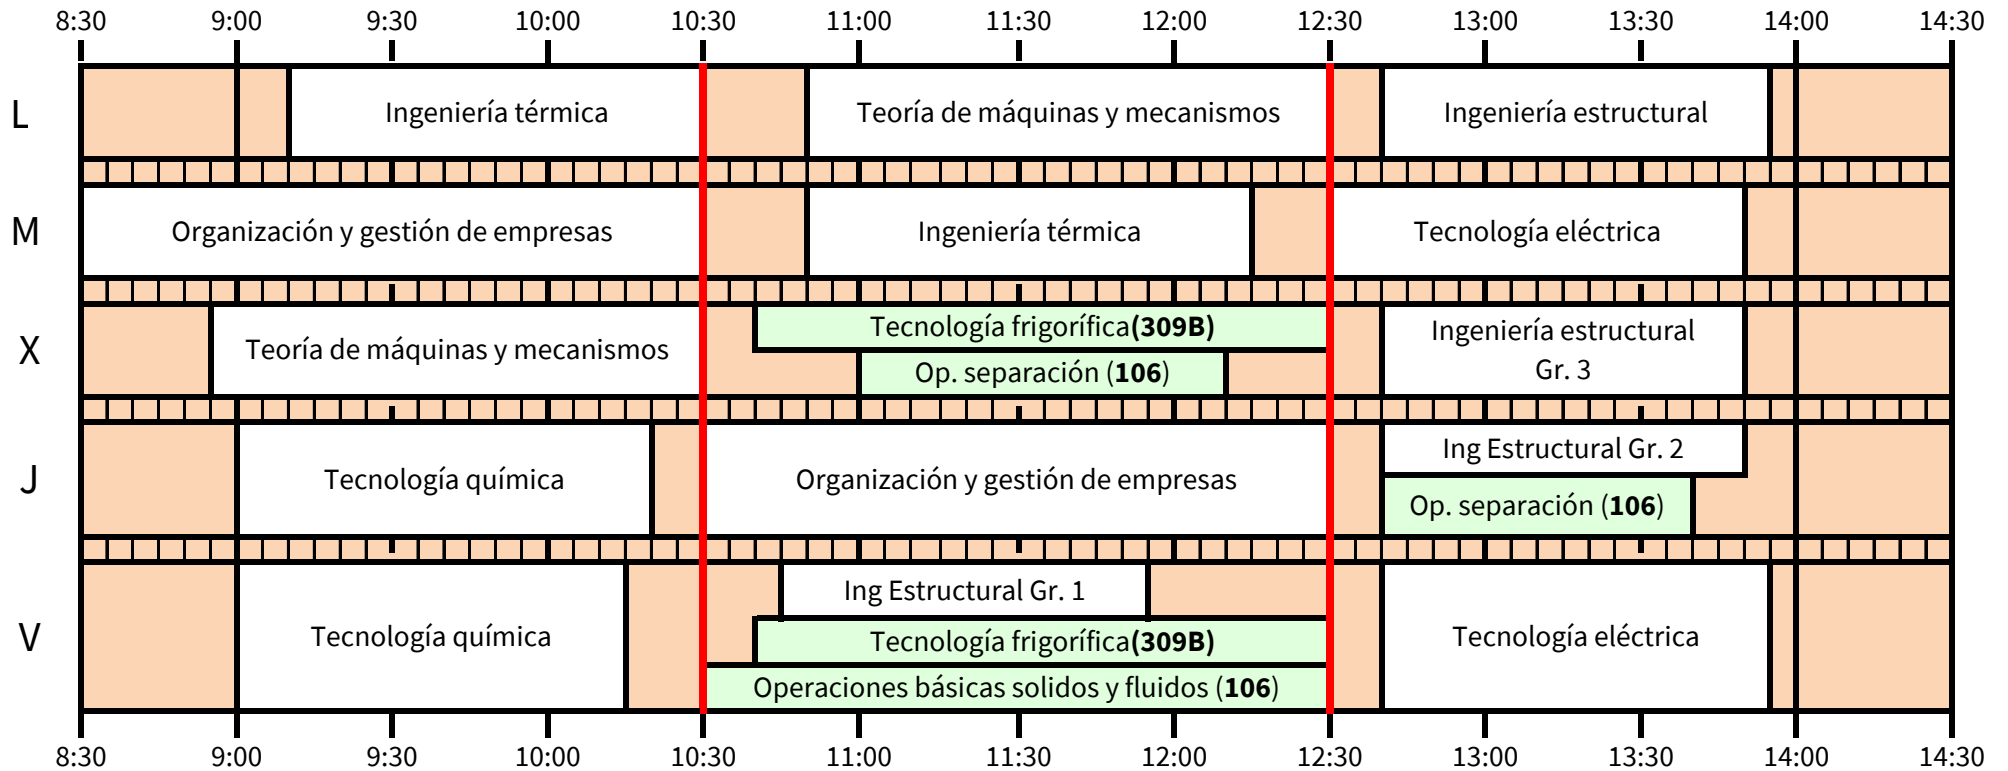 8:30 9:00 9:30 10:00 10:30 11:00 11:30 12:00 12:30 13:00 13:30 14:00 14:30
L Ingeniería térmica Teoría de máquinas y mecanismos Ingeniería estructural
M Organización y gestión de empresas Ingeniería térmica Tecnología eléctrica
X Teoría de máquinas y mecanismos
Tecnología frigorífica(309B)
Op. separación (106)
Ingeniería estructural
Gr. 3
J Tecnología química Organización y gestión de empresas
Ing Estructural Gr. 2
Op. separación (106)
V Tecnología química
Ing Estructural Gr. 1
Tecnología frigorífica(309B)
Operaciones básicas solidos y fluidos (106)
Tecnología eléctrica
8:30 9:00 9:30 10:00 10:30 11:00 11:30 12:00 12:30 13:00 13:30 14:00 14:30